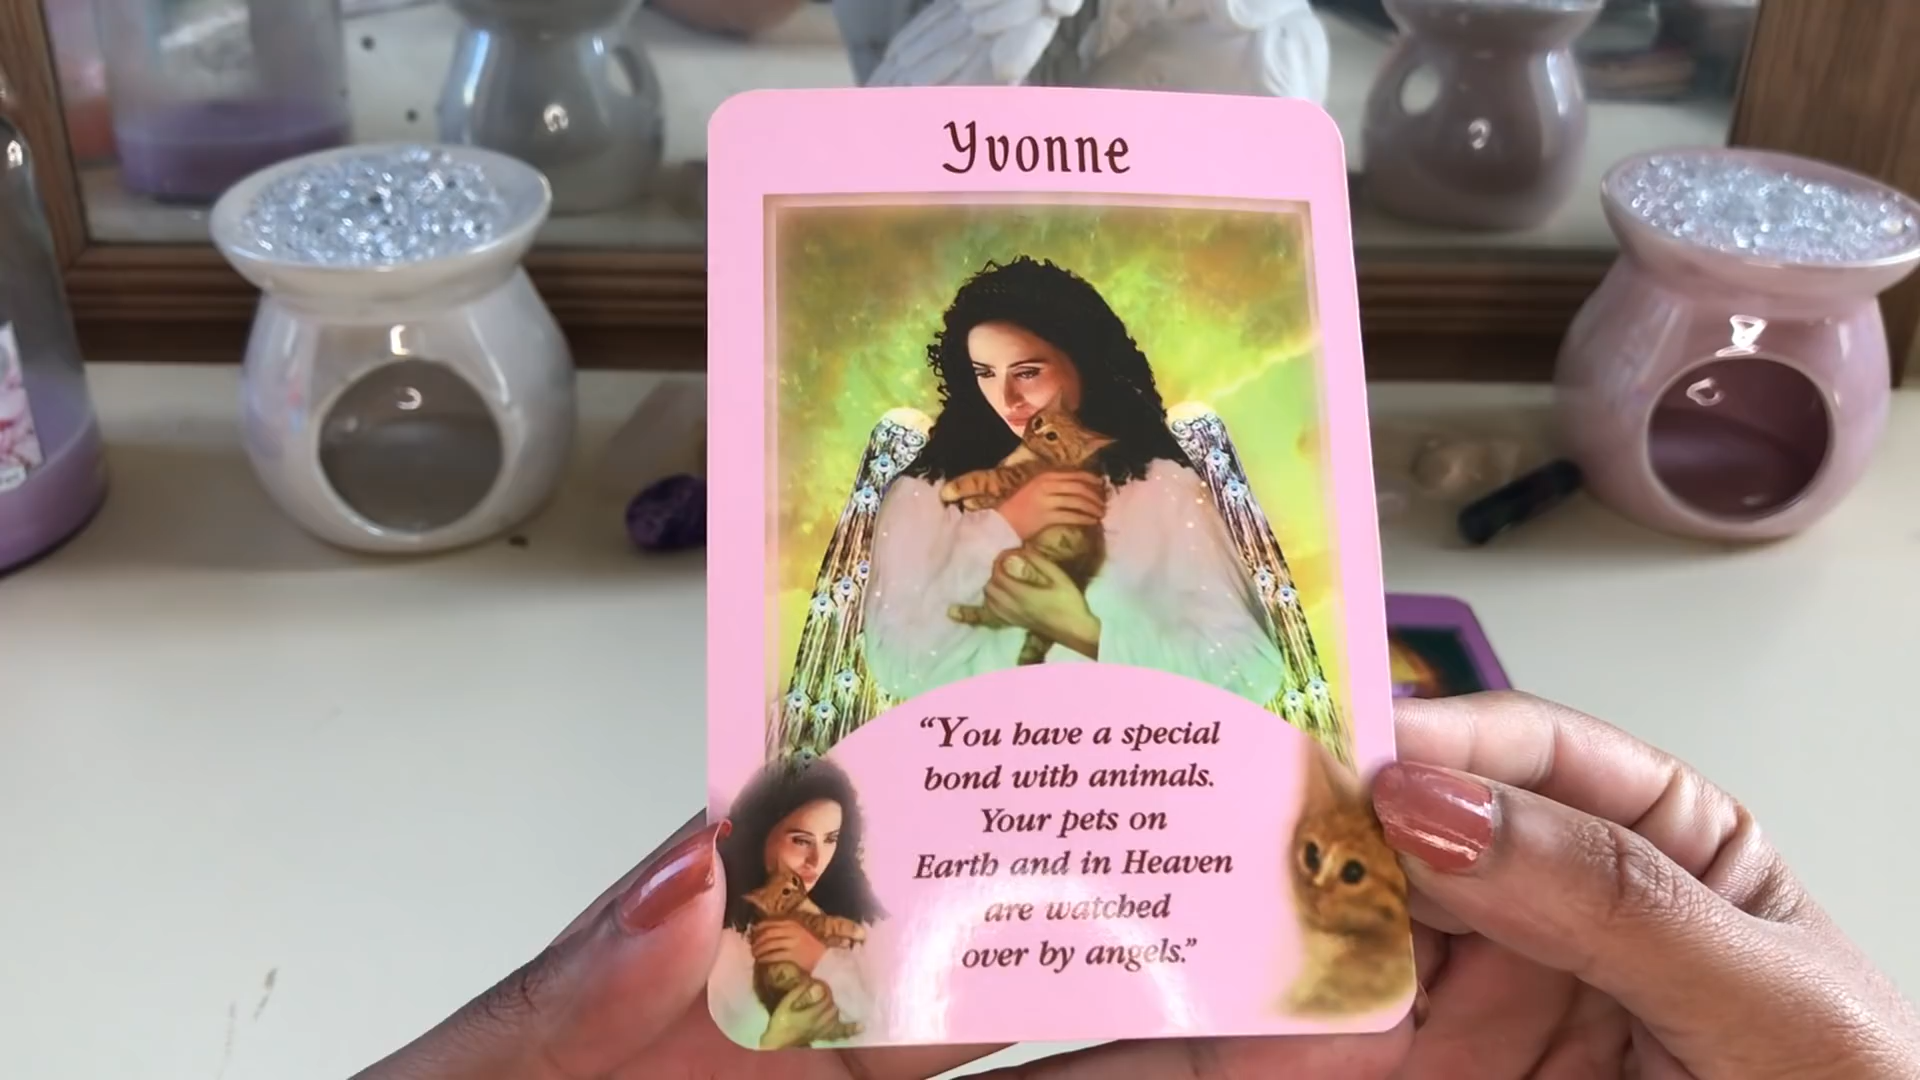 Yvonne
“You have a special
bond with animals.
Your pets on
Earth and in Heaven
are watched
over by angels.”